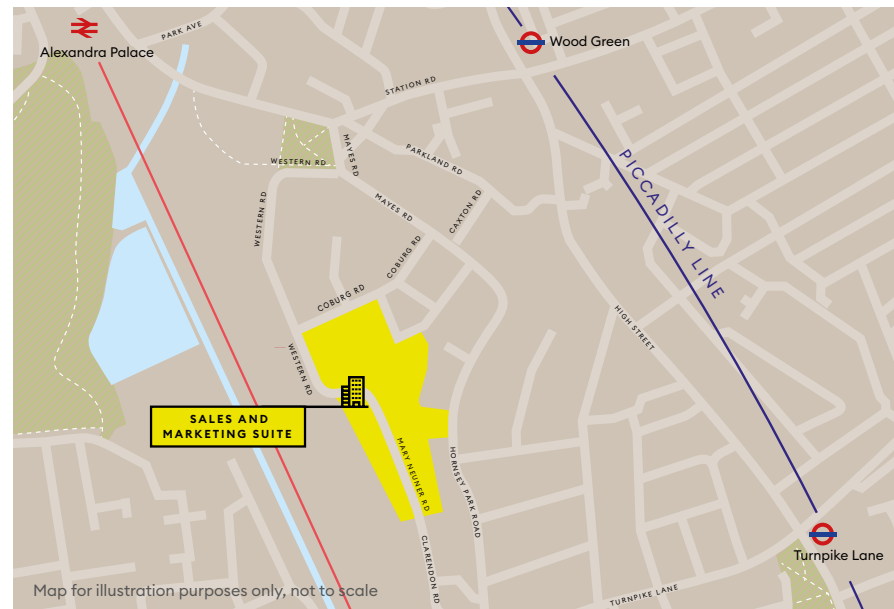 PARK AVE
Alexandra Palace
Wood Green
STATION RD
MAYES RD
PARKLAND RD
WESTERN RD
PICCADILLY LINE
WESTERN RD
MAYES RD
CAXTON RD
COBURG RD
COBURG RD
HIGH STREET
WESTERN RD
SALES AND
MARKETING SUITE
MARY NEUNER RD
HORNSEY PARK ROAD
CLARENDON RD
Turnpike Lane
TURNPIKE LANE
Map for illustration purposes only, not to scale